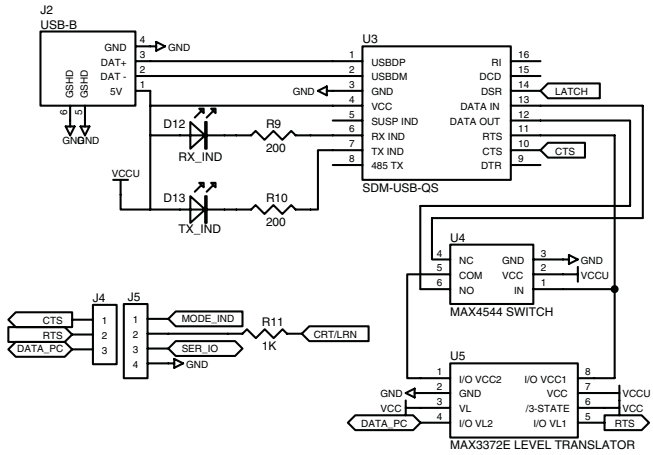 J2
USB-B
GND 4 GND
DAT+ 3
DAT - 2
5V 1
GSHD GSHD
6 5
GND GND
U3
1 USBDP RI 16
2 USBDM DCD 15
GND 3 GND DSR 14 LATCH
4 VCC DATA IN 13
5 SUSP IND DATA OUT 12
6 RX IND RTS 11
7 TX IND CTS 10 CTS
8 485 TX DTR 9
SDM-USB-QS
D12 R9
RX_IND 200
VCCU
D13 R10
TX_IND 200
U4
4 NC GND 3 GND
5 COM VCC 2 VCCU
6 NO IN 1
MAX4544 SWITCH
J4 J5
CTS 1 1 MODE_IND
RTS 2 2 R11 1K CRT/LRN
DATA_PC 3 3 SER_IO
4 GND
U5
1 I/O VCC2 I/O VCC1 8
GND 2 GND VCC 7 VCCU
VCC 3 VL /3-STATE 6 VCC
DATA_PC 4 I/O VL2 I/O VL1 5 RTS
MAX3372E LEVEL TRANSLATOR